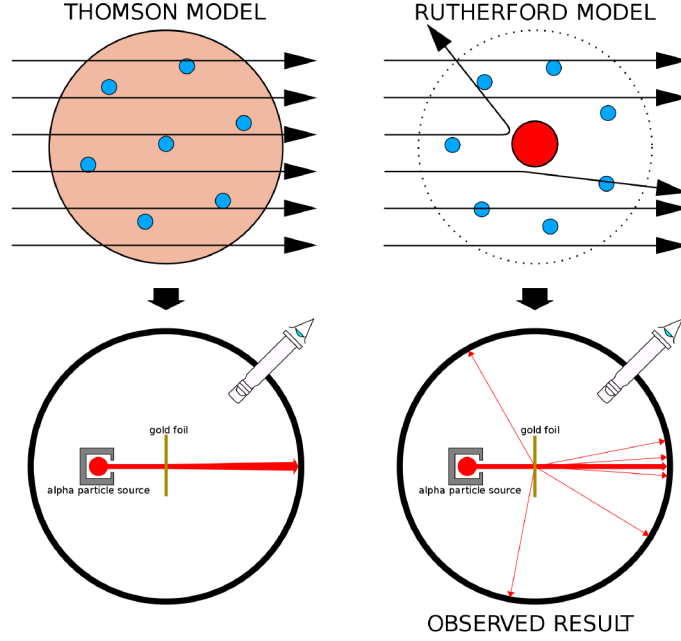 THOMSON MODEL
RUTHERFORD MODEL
gold foil
alpha particle source
gold foil
alpha particle source
OBSERVED RESULT